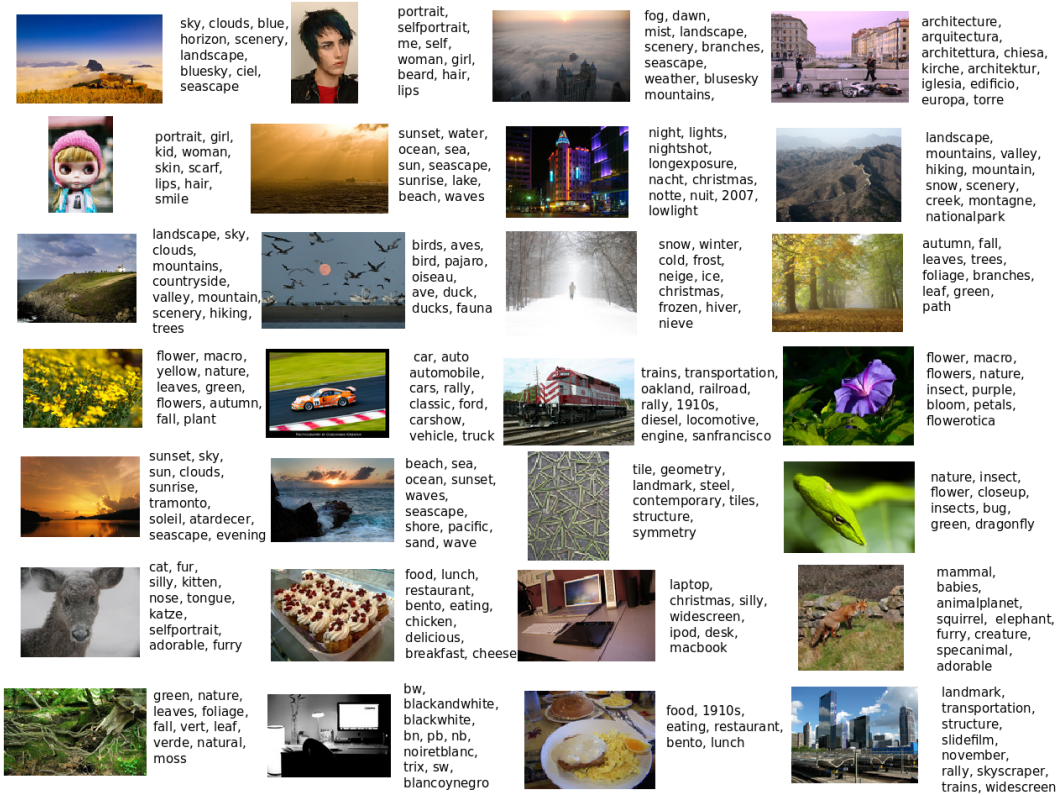 sky, clouds, blue,
horizon, scenery,
landscape,
bluesky, ciel,
seascape
portrait,
selfportrait,
me, self,
woman, girl,
beard, hair,
lips
fog, dawn,
mist, landscape,
scenery, branches,
seascape,
weather, blusesky
mountains,
architecture,
arquitectura,
architettura, chiesa,
kirche, architektur,
iglesia, edificio,
europa, torre
portrait, girl,
kid, woman,
skin, scarf,
lips, hair,
smile
sunset, water,
ocean, sea,
sun, seascape,
sunrise, lake,
beach, waves
night, lights,
nightshot,
longexposure,
nacht, christmas,
notte, nuit, 2007,
lowlight
landscape,
mountains, valley,
hiking, mountain,
snow, scenery,
creek, montagne,
nationalpark
landscape, sky,
clouds,
mountains,
countryside,
valley, mountain,
scenery, hiking,
trees
birds, aves,
bird, pajaro,
oiseau,
ave, duck,
ducks, fauna
snow, winter,
cold, frost,
neige, ice,
christmas,
frozen, hiver,
nieve
autumn, fall,
leaves, trees,
foliage, branches,
leaf, green,
path
flower, macro,
yellow, nature,
leaves, green,
flowers, autumn,
fall, plant
car, auto
automobile,
cars, rally,
classic, ford,
carshow,
vehicle, truck
trains, transportation,
oakland, railroad,
rally, 1910s,
diesel, locomotive,
engine, sanfrancisco
flower, macro,
flowers, nature,
insect, purple,
bloom, petals,
flowerotica
sunset, sky,
sun, clouds,
sunrise,
tramonto,
soleil, atardecer,
seascape, evening
beach, sea,
ocean, sunset,
waves,
seascape,
shore, pacific,
sand, wave
tile, geometry,
landmark, steel,
contemporary, tiles,
structure,
symmetry
nature, insect,
flower, closeup,
insects, bug,
green, dragonfly
cat, fur,
silly, kitten,
nose, tongue,
katze,
selfportrait,
adorable, furry
food, lunch,
restaurant,
bento, eating,
chicken,
delicious,
breakfast, cheese
laptop,
christmas, silly,
widescreen,
ipod, desk,
macbook
mammal,
babies,
animalplanet,
squirrel, elephant,
furry, creature,
specanimal,
adorable
green, nature,
leaves, foliage,
fall, vert, leaf,
verde, natural,
moss
bw,
blackandwhite,
blackwhite,
bn, pb, nb,
noiretblanc,
trix, sw,
blancoynegro
food, 1910s,
eating, restaurant,
bento, lunch
landmark,
transportation,
structure,
slidefilm,
november,
rally, skyscraper,
trains, widescreen